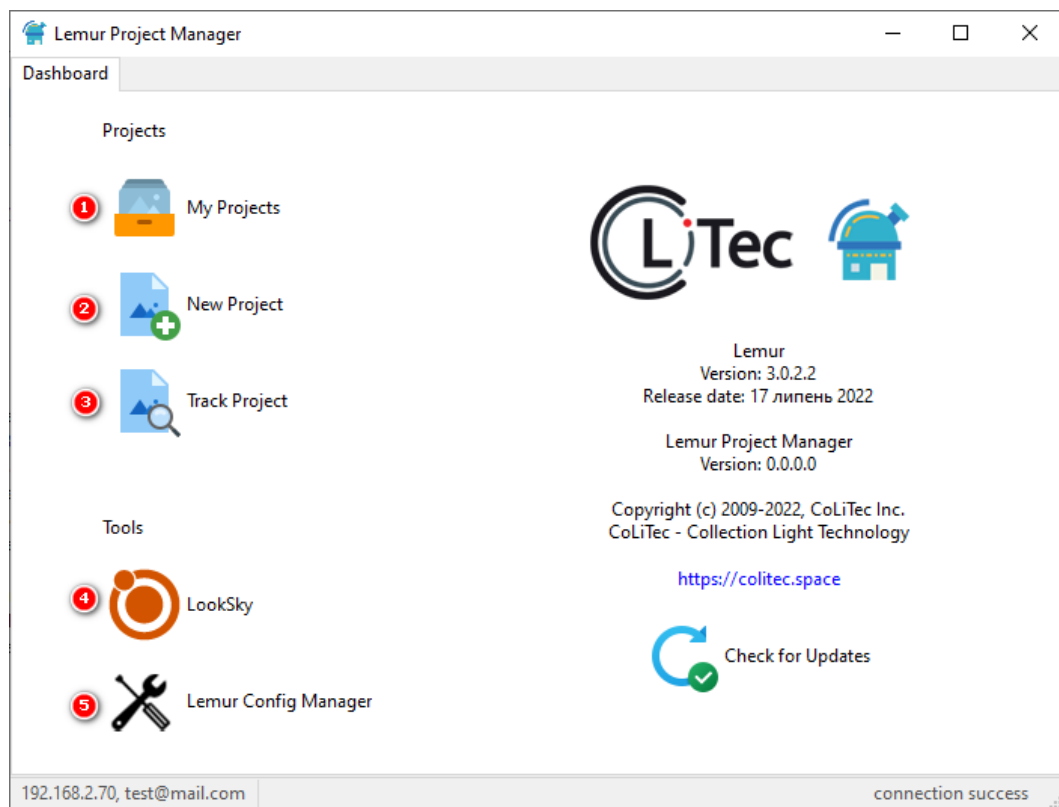 Lemur Project Manager
Dashboard
Projects
1 My Projects
2 New Project
3 Track Project
Tools
4 LookSky
5 Lemur Config Manager
CoLiTec
Lemur
Version: 3.0.2.2
Release date: 17 липень 2022
Lemur Project Manager
Version: 0.0.0.0
Copyright (c) 2009-2022, CoLiTec Inc.
CoLiTec - Collection Light Technology
https://colitec.space
Check for Updates
192.168.2.70, test@mail.com
connection success